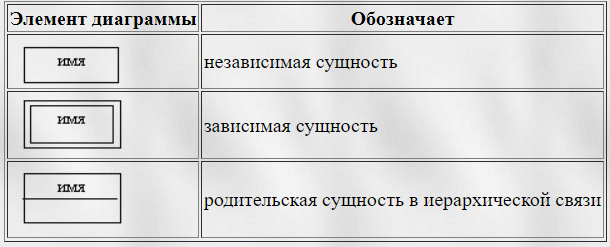 Элемент диаграммы Обозначает
имя независимая сущность
имя зависимая сущность
имя родительская сущность в иерархической связи